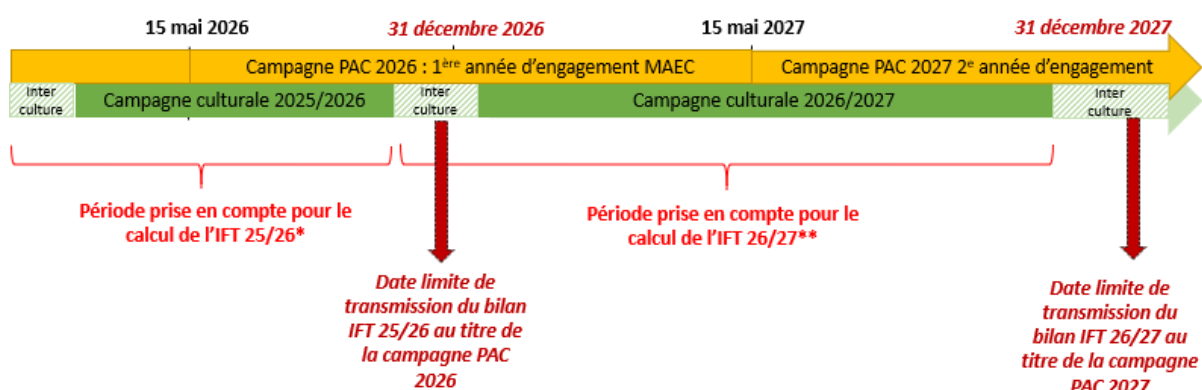 15 mai 2026
31 décembre 2026
15 mai 2027
31 décembre 2027
Campagne PAC 2026 : 1ère année d'engagement MAEC
Campagne PAC 2027 2e année d'engagement
Inter
culture
Campagne culturale 2025/2026
Inter
culture
Campagne culturale 2026/2027
Inter
culture
Période prise en compte pour le
calcul de l'IFT 25/26*
Période prise en compte pour le
calcul de l'IFT 26/27**
Date limite de
transmission du bilan
IFT 25/26 au titre de
la campagne PAC
2026
Date limite de
transmission du
bilan IFT 26/27 au
titre de la campagne
PAC 2027